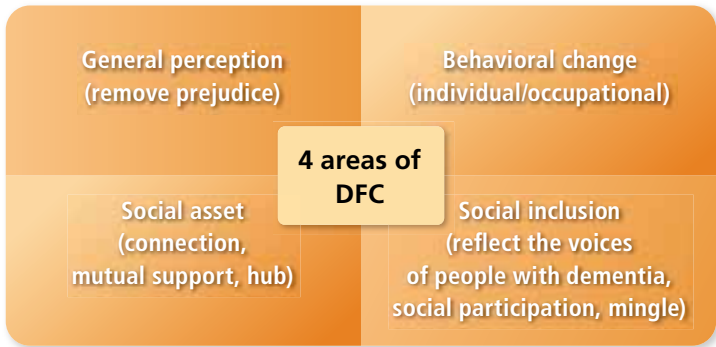 General perception
(remove prejudice)
Behavioral change
(individual/occupational)
4 areas of
DFC
Social asset
(connection,
mutual support, hub)
Social inclusion
(reflect the voices
of people with dementia,
social participation, mingle)